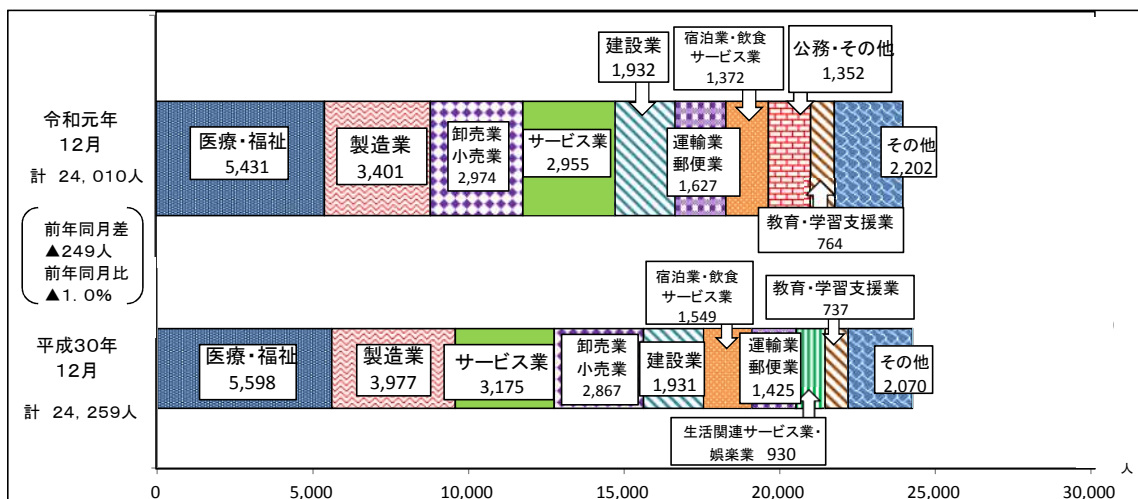 令和元年
12月
計 24,010人
医療・福祉
5,431
製造業
3,401
卸売業
小売業
2,974
サービス業
2,955
建設業
1,932
運輸業
郵便業
1,627
宿泊業・飲食
サービス業
1,372
公務・その他
1,352
教育・学習支援業
764
その他
2,202
前年同月差
▲249人
前年同月比
▲1.0%
平成30年
12月
計 24,259人
医療・福祉
5,598
製造業
3,977
サービス業
3,175
卸売業
小売業
2,867
建設業
1,931
宿泊業・飲食
サービス業
1,549
運輸業
郵便業
1,425
生活関連サービス業・
娯楽業 930
教育・学習支援業
737
その他
2,070
人
0 5,000 10,000 15,000 20,000 25,000 30,000